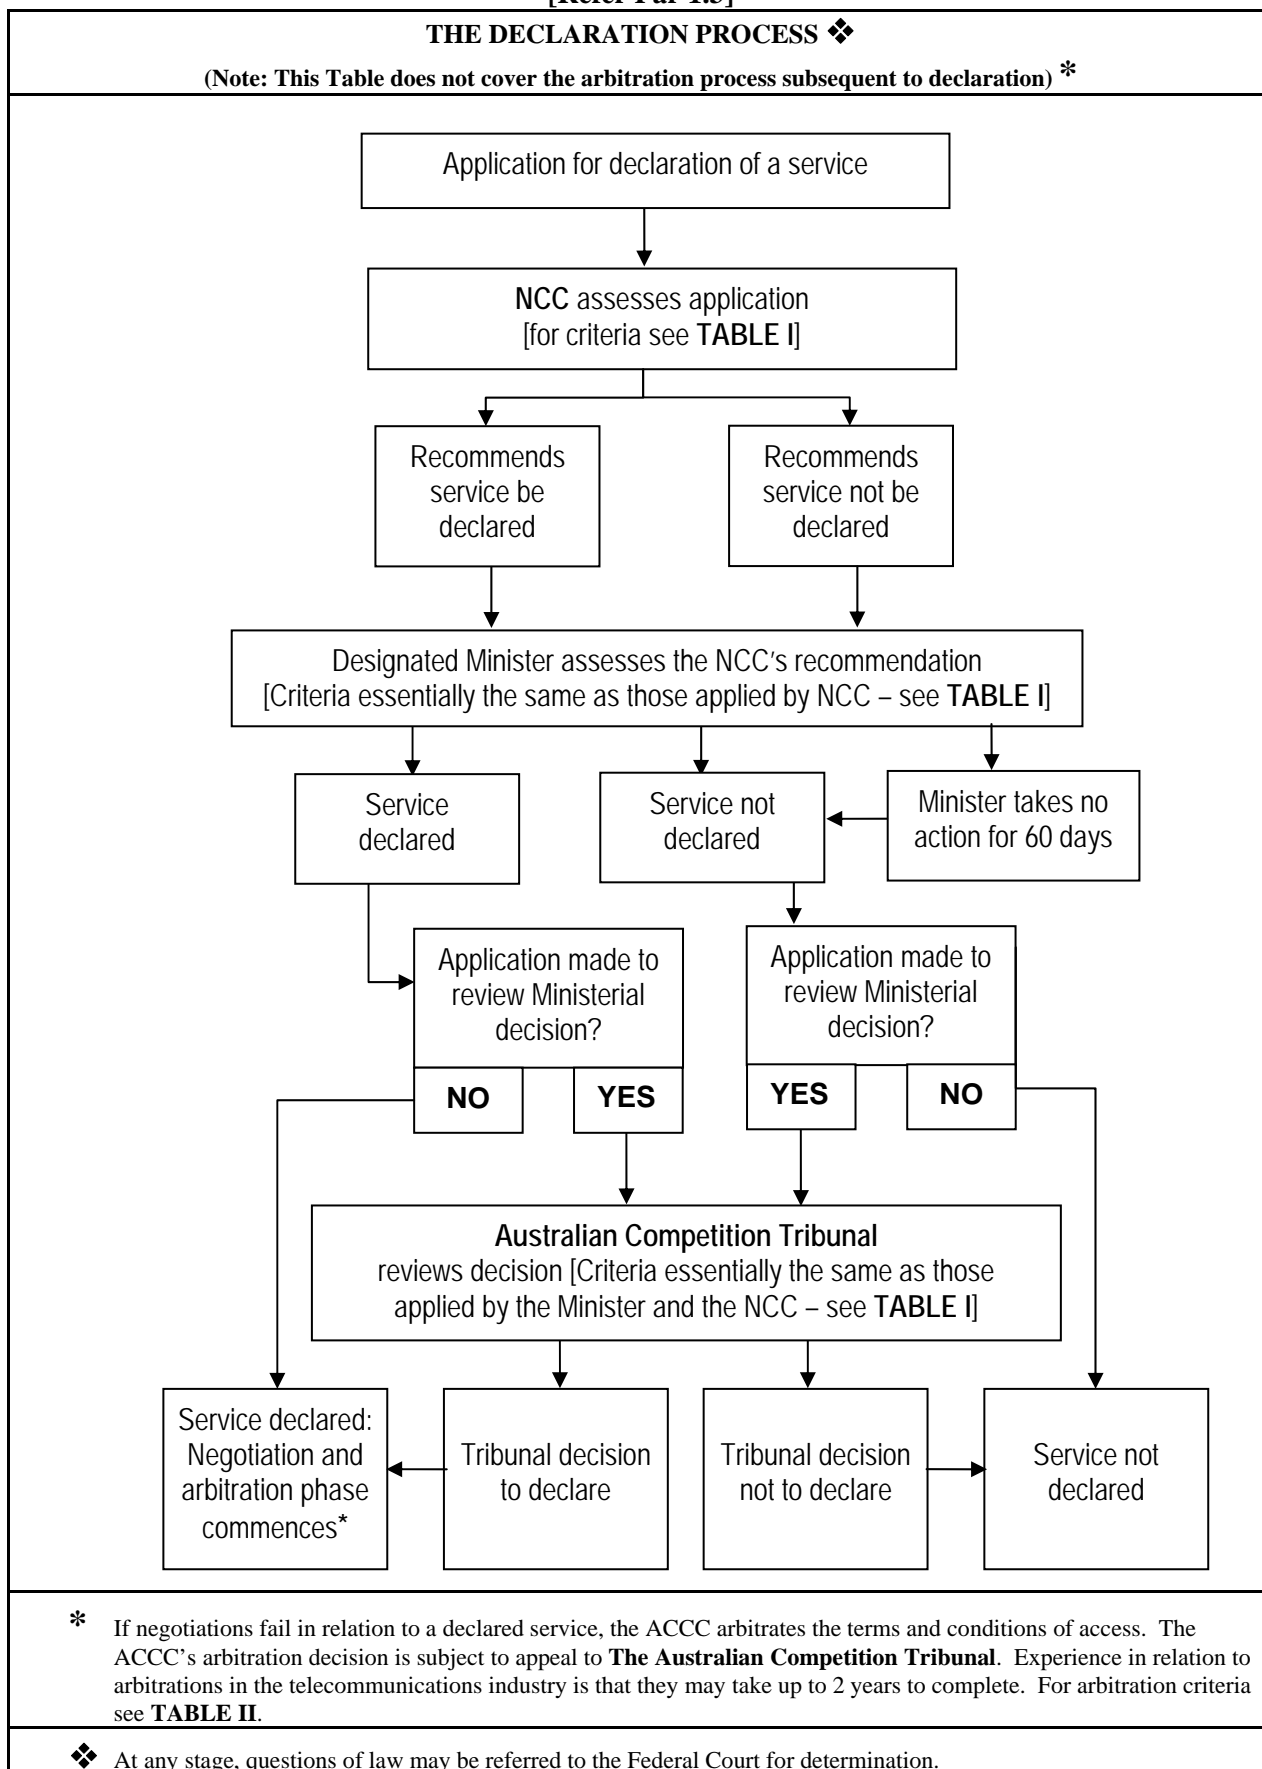 THE DECLARATION PROCESS ❖
(Note: This Table does not cover the arbitration process subsequent to declaration) *
Application for declaration of a service
NCC assesses application
[for criteria see TABLE I]
Recommends
service be
declared
Recommends
service not be
declared
Designated Minister assesses the NCC's recommendation
[Criteria essentially the same as those applied by NCC – see TABLE I]
Service
declared
Service not
declared
Minister takes no
action for 60 days
Application made to
review Ministerial
decision?
NO
YES
Application made to
review Ministerial
decision?
YES
NO
Australian Competition Tribunal
reviews decision [Criteria essentially the same as those
applied by the Minister and the NCC – see TABLE I]
Service declared:
Negotiation and
arbitration phase
commences*
Tribunal decision
to declare
Tribunal decision
not to declare
Service not
declared
* If negotiations fail in relation to a declared service, the ACCC arbitrates the terms and conditions of access. The
ACCC's arbitration decision is subject to appeal to The Australian Competition Tribunal. Experience in relation to
arbitrations in the telecommunications industry is that they may take up to 2 years to complete. For arbitration criteria
see TABLE II.
❖ At any stage, questions of law may be referred to the Federal Court for determination.